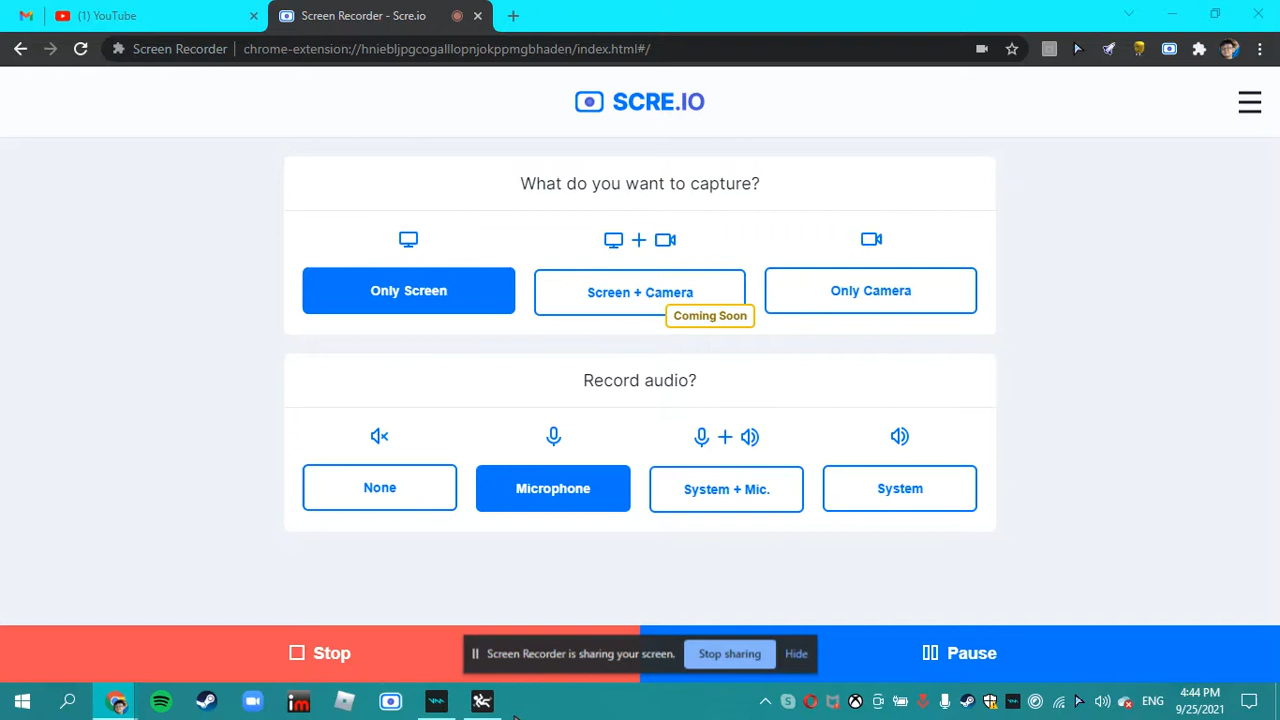 (1) YouTube
Screen Recorder - Scre.io
Screen Recorder
chrome-extension://hniebljpgcogalllopnjokppmgbhaden/index.html#/
SCRE.IO
What do you want to capture?
Only Screen
Screen + Camera
Only Camera
Coming Soon
Record audio?
None
Microphone
System + Mic.
System
Stop
Screen Recorder is sharing your screen.
Stop sharing
Hide
Pause
im
ENG
4:44 PM
9/25/2021